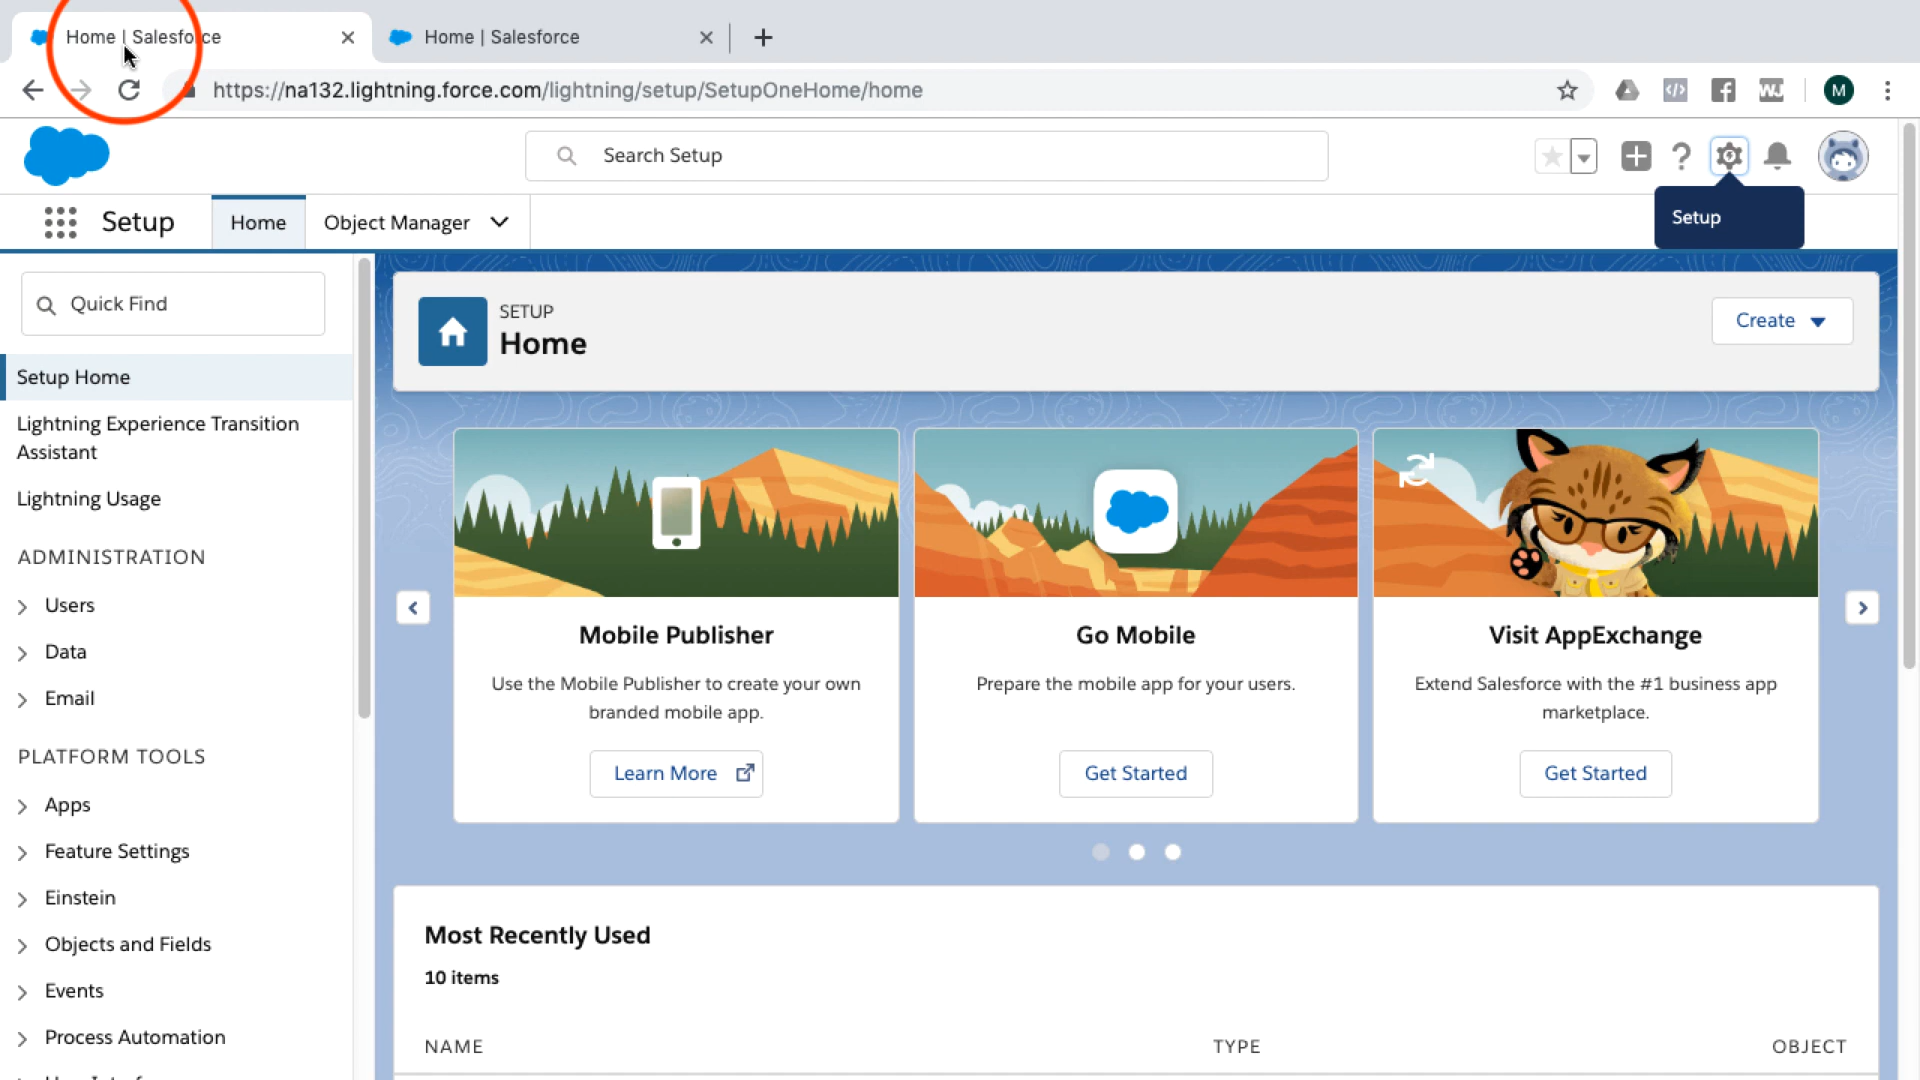 Home | Salesforce
Home | Salesforce
https://na132.lightning.force.com/lightning/setup/SetupOneHome/home
M
Search Setup
Setup
Home
Object Manager
Setup
Quick Find
SETUP
Home
Create
Setup Home
Lightning Experience Transition
Assistant
Lightning Usage
ADMINISTRATION
Users
Data
Email
PLATFORM TOOLS
Apps
Feature Settings
Einstein
Objects and Fields
Events
Process Automation
Mobile Publisher
Use the Mobile Publisher to create your own
branded mobile app.
Learn More
Go Mobile
Prepare the mobile app for your users.
Get Started
Visit AppExchange
Extend Salesforce with the #1 business app
marketplace.
Get Started
Most Recently Used
10 items
NAME
TYPE
OBJECT